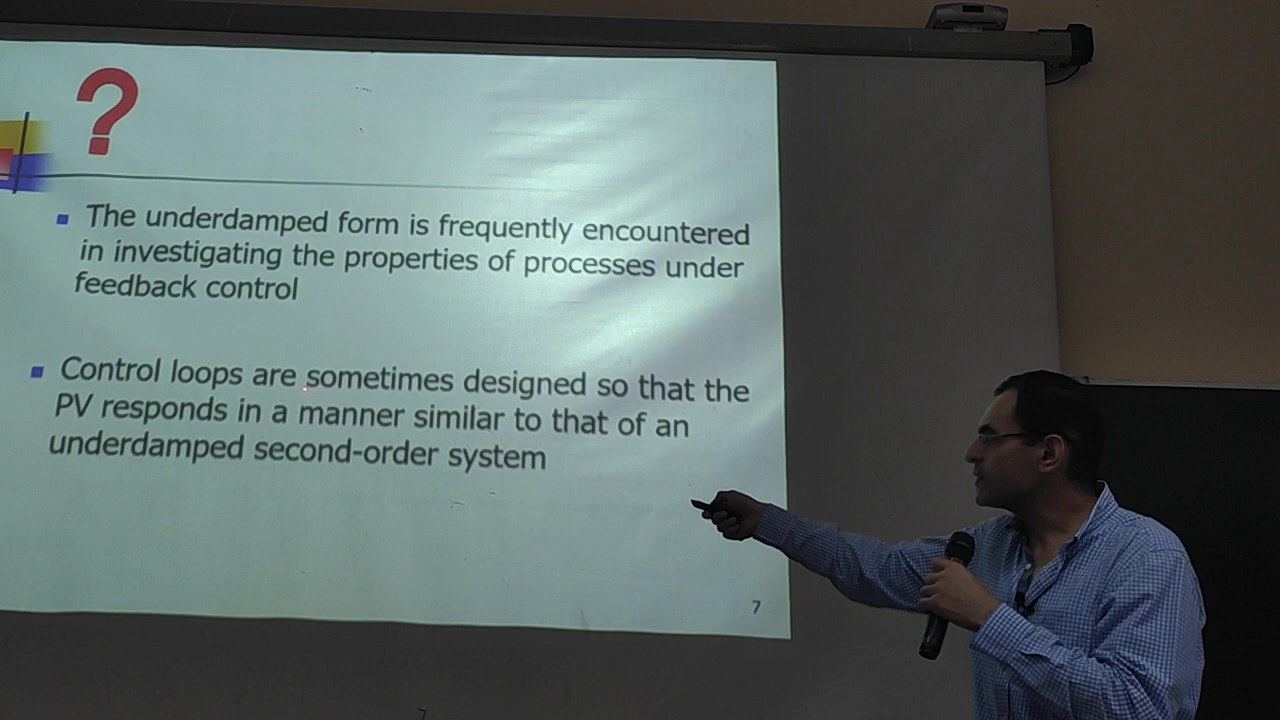 ?
The underdamped form is frequently encountered
in investigating the properties of processes under
feedback control
Control loops are sometimes designed so that the
PV responds in a manner similar to that of an
underdamped second-order system
7